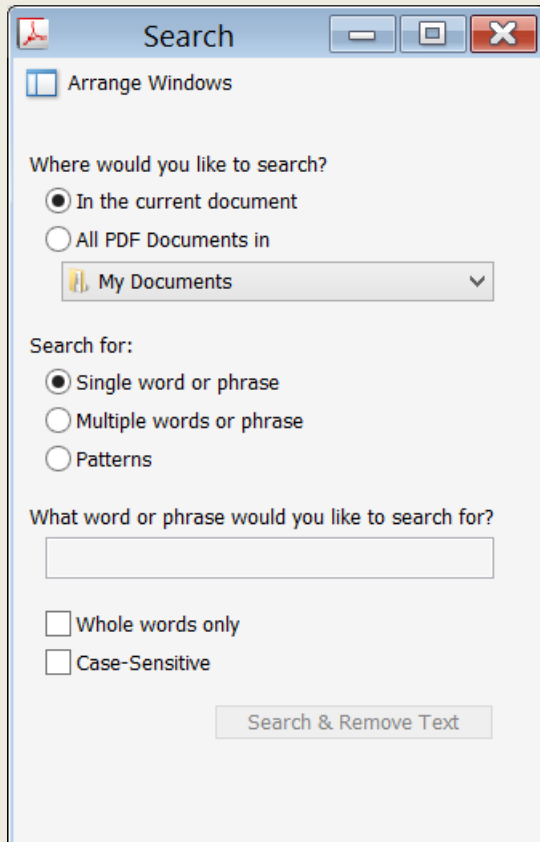 Search
Arrange Windows
Where would you like to search?
In the current document
All PDF Documents in
My Documents
Search for:
Single word or phrase
Multiple words or phrase
Patterns
What word or phrase would you like to search for?
Whole words only
Case-Sensitive
Search & Remove Text